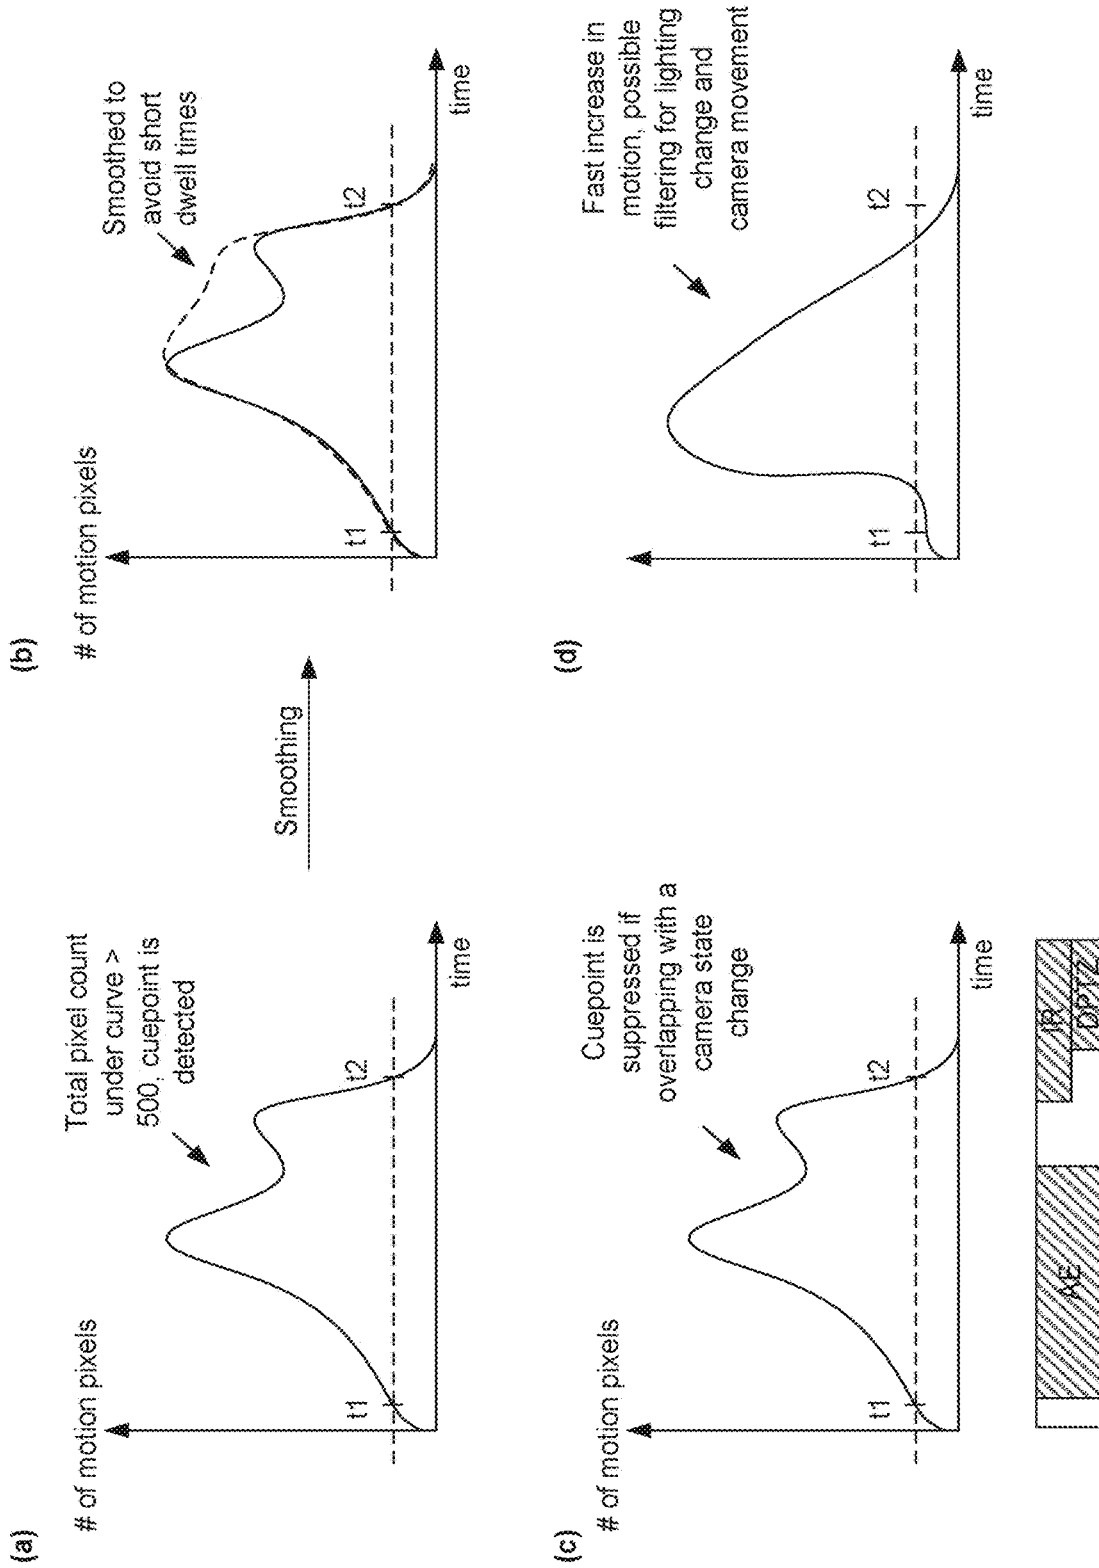 (a)
# of motion pixels
Total pixel count
under curve >
500, cuepoint is
detected
t1
t2
time
Smoothing
(b)
# of motion pixels
Smoothed to
avoid short
dwell times
t1
t2
time
(c)
# of motion pixels
Cuepoint is
suppressed if
overlapping with a
camera state
change
t1
t2
time
AE
IR
DPTZ
(d)
Fast increase in
motion, possible
filtering for lighting
change and
camera movement
t1
t2
time